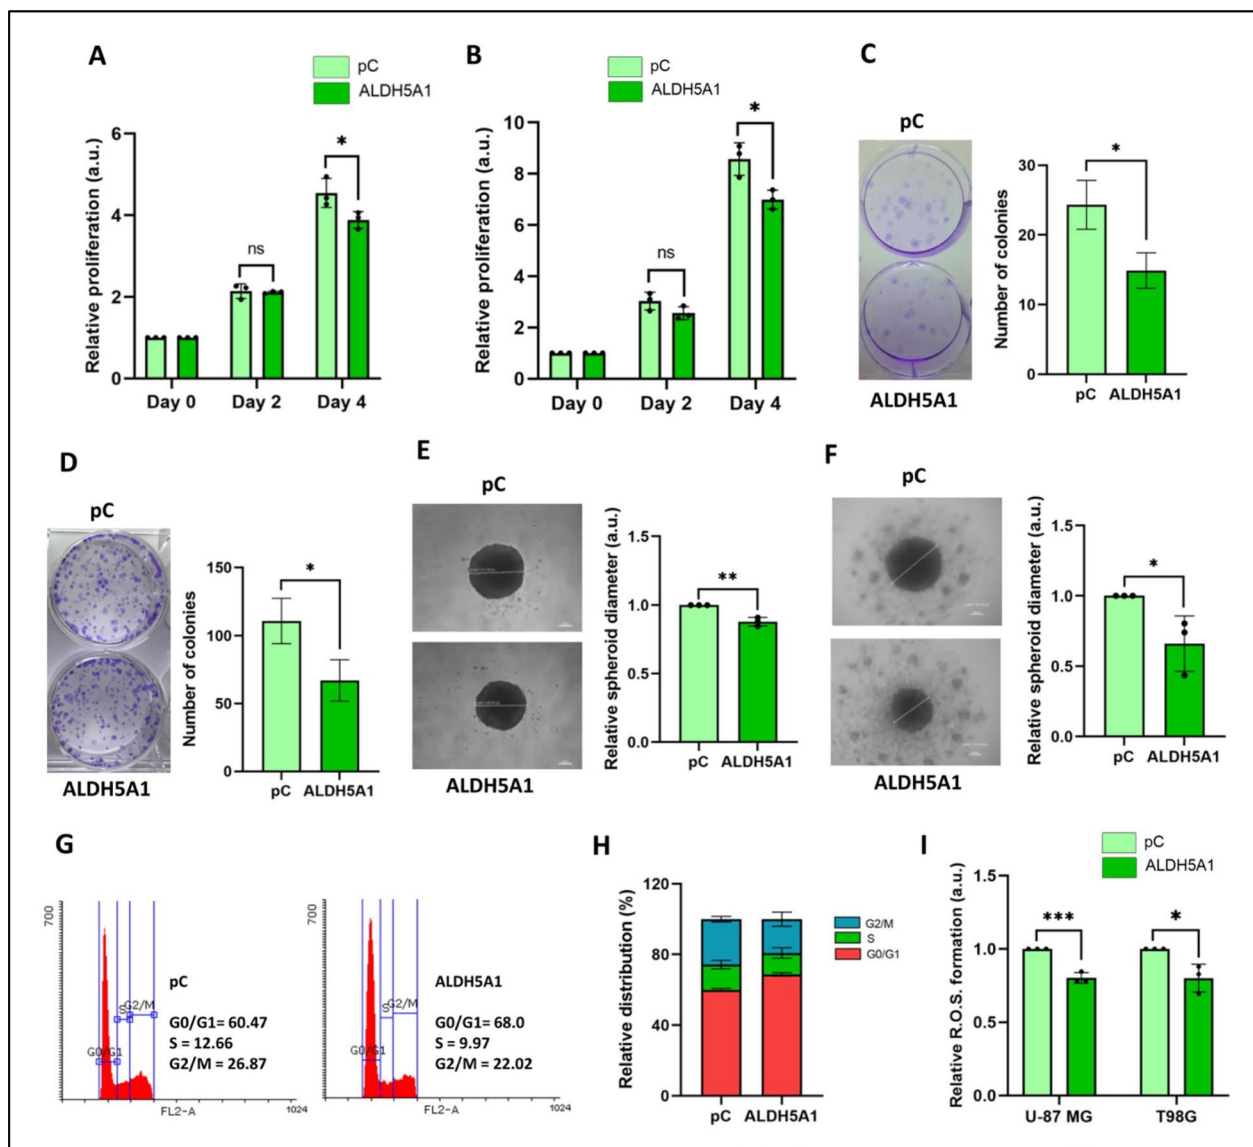 A
pC
ALDH5A1
Relative proliferation (a.u.)
6
4
2
0
ns
*
Day 0
Day 2
Day 4
B
pC
ALDH5A1
Relative proliferation (a.u.)
10
8
6
4
2
0
ns
*
Day 0
Day 2
Day 4
C
pC
ALDH5A1
Number of colonies
30
20
10
0
*
pC
ALDH5A1
D
pC
ALDH5A1
Number of colonies
150
100
50
0
*
pC
ALDH5A1
E
pC
ALDH5A1
Relative spheroid diameter (a.u.)
1.5
1.0
0.5
0.0
**
pC
ALDH5A1
F
pC
ALDH5A1
Relative spheroid diameter (a.u.)
1.5
1.0
0.5
0.0
*
pC
ALDH5A1
G
700
S
G2/M
G0/G1
FL2-A
1024
pC
G0/G1= 60.47
S = 12.66
G2/M = 26.87
700
S
G2/M
G0/G1
FL2-A
1024
ALDH5A1
G0/G1= 68.0
S = 9.97
G2/M = 22.02
H
Relative distribution (%)
120
80
40
0
pC
ALDH5A1
G2/M
S
G0/G1
I
pC
ALDH5A1
Relative R.O.S. formation (a.u.)
1.5
1.0
0.5
0.0
***
*
U-87 MG
T98G